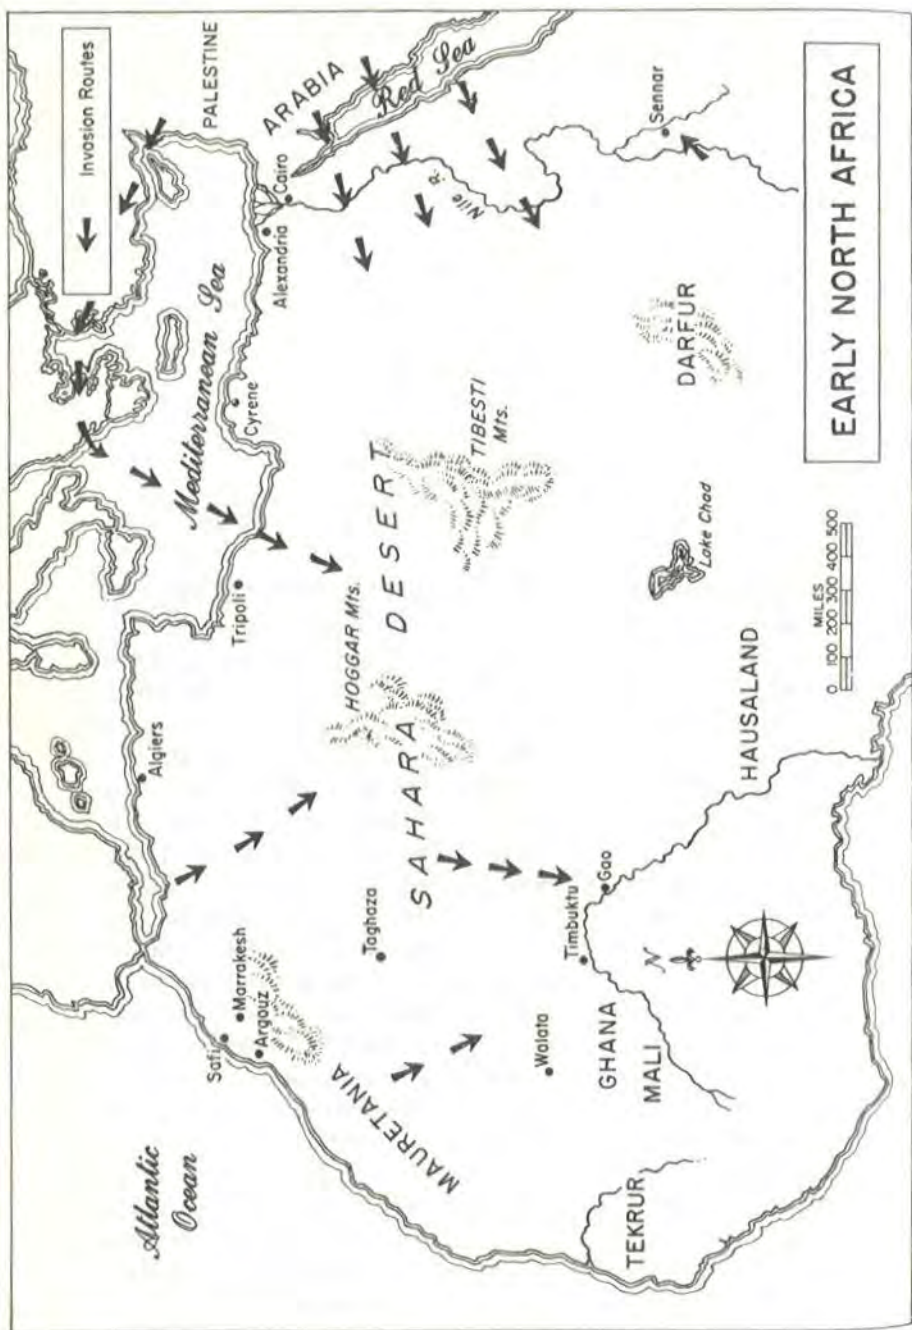 Invasion Routes
PALESTINE
ARABIA
Red Sea
Mediterranean Sea
Atlantic
Ocean
Alexandria
Cairo
Cyrene
Tripoli
Algiers
Nile R.
Sennar
DARFUR
TIBESTI
Mts.
HOGGAR Mts.
SAHARA DESERT
Safi
Marrakesh
Argouz
Taghaza
MAURETANIA
Walata
Timbuktu
Gao
GHANA
MALI
TEKRUR
HAUSALAND
Lake Chad
N
MILES
0 100 200 300 400 500
EARLY NORTH AFRICA